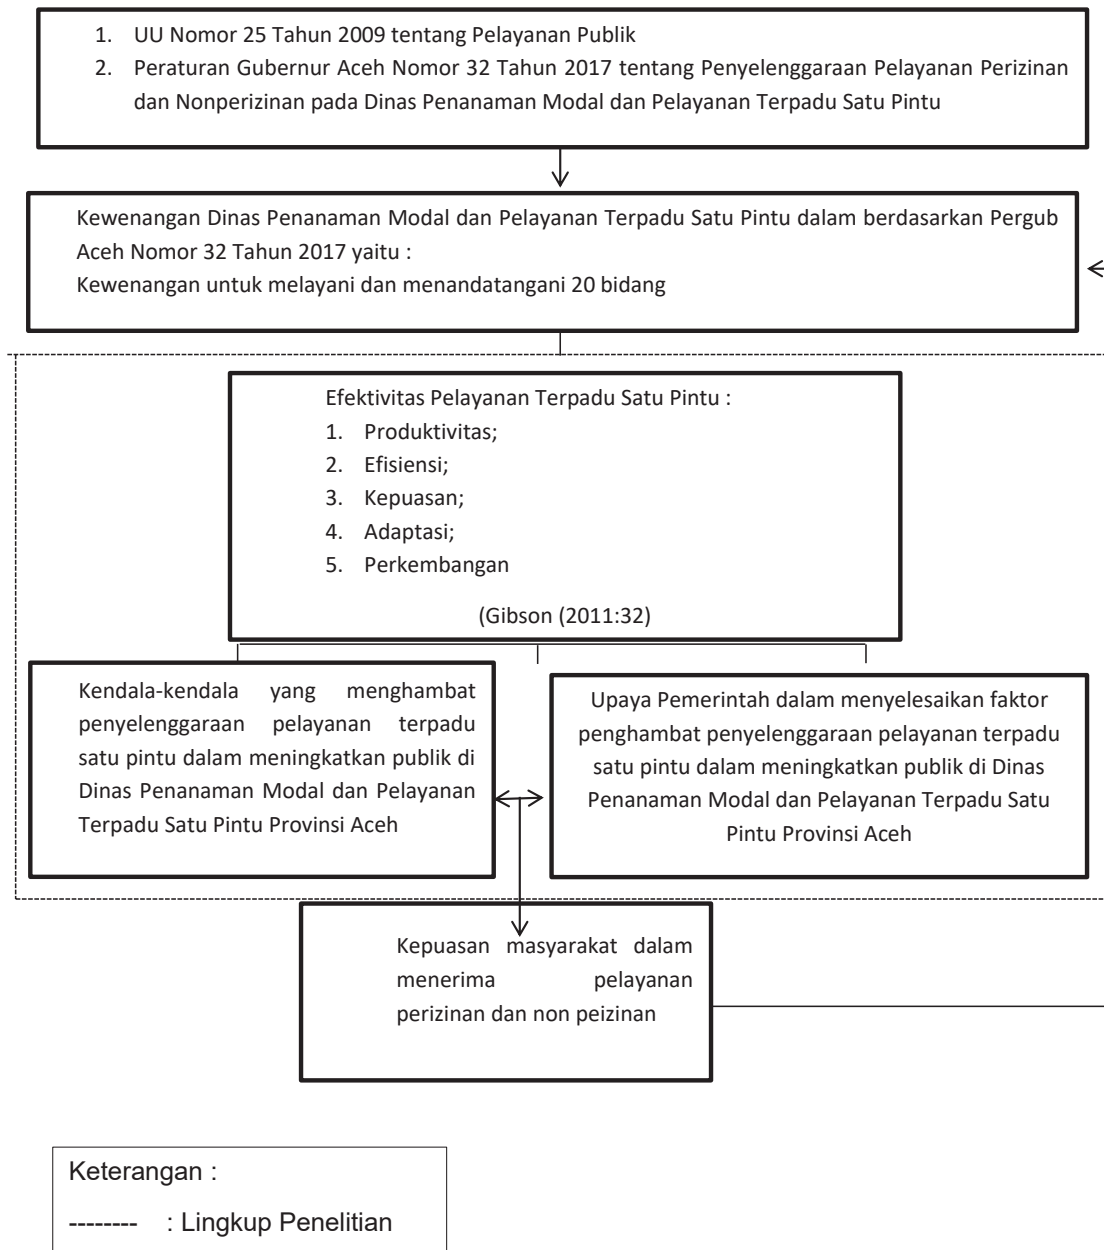 1. UU Nomor 25 Tahun 2009 tentang Pelayanan Publik
2. Peraturan Gubernur Aceh Nomor 32 Tahun 2017 tentang Penyelenggaraan Pelayanan Perizinan
dan Nonperizinan pada Dinas Penanaman Modal dan Pelayanan Terpadu Satu Pintu
Kewenangan Dinas Penanaman Modal dan Pelayanan Terpadu Satu Pintu dalam berdasarkan Pergub
Aceh Nomor 32 Tahun 2017 yaitu :
Kewenangan untuk melayani dan menandatangani 20 bidang
Efektivitas Pelayanan Terpadu Satu Pintu :
1. Produktivitas;
2. Efisiensi;
3. Kepuasan;
4. Adaptasi;
5. Perkembangan
(Gibson (2011:32)
Kendala-kendala yang menghambat
penyelenggaraan pelayanan terpadu
satu pintu dalam meningkatkan publik di
Dinas Penanaman Modal dan Pelayanan
Terpadu Satu Pintu Provinsi Aceh
Upaya Pemerintah dalam menyelesaikan faktor
penghambat penyelenggaraan pelayanan terpadu
satu pintu dalam meningkatkan publik di Dinas
Penanaman Modal dan Pelayanan Terpadu Satu
Pintu Provinsi Aceh
Kepuasan masyarakat dalam
menerima pelayanan
perizinan dan non peizinan
Keterangan :
-------- : Lingkup Penelitian